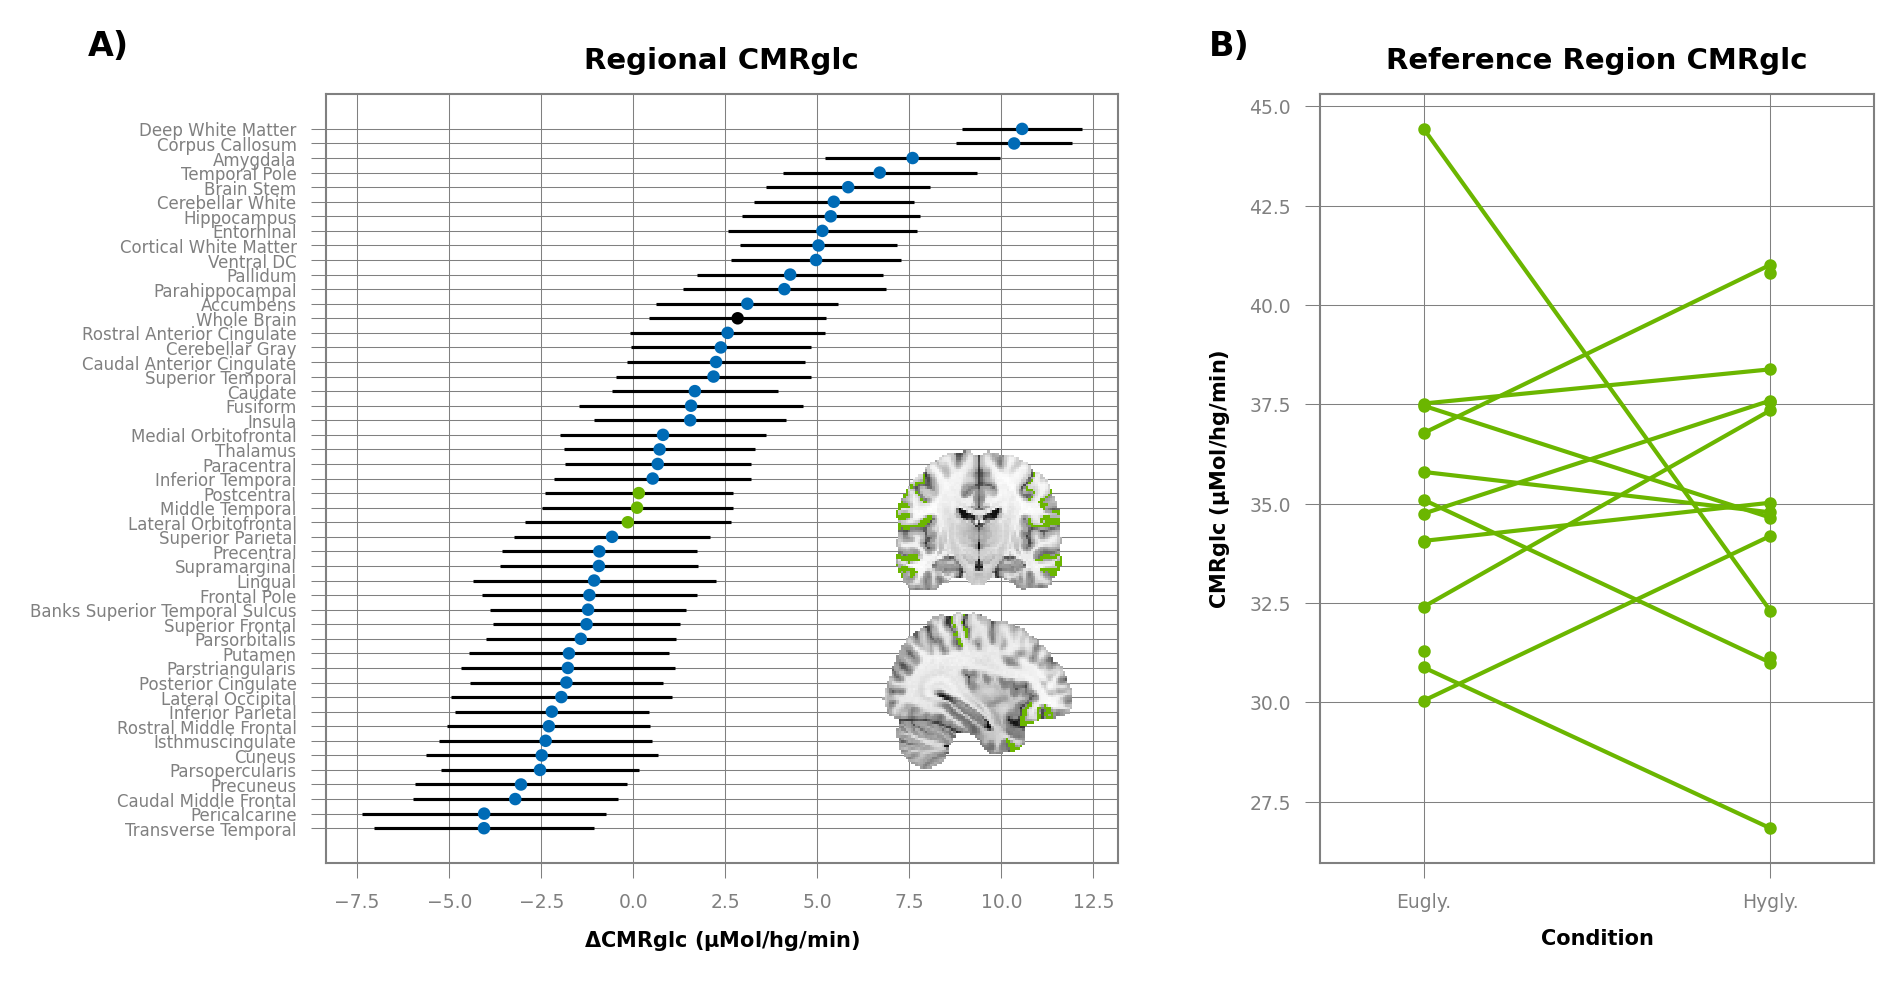 A)
Regional CMRglc
Deep White Matter
Corpus Callosum
Amygdala
Temporal Pole
Brain Stem
Cerebellar White
Hippocampus
Entorhinal
Cortical White Matter
Ventral DC
Pallidum
Parahippocampal
Accumbens
Whole Brain
Rostral Anterior Cingulate
Cerebellar Gray
Caudal Anterior Cingulate
Superior Temporal
Caudate
Fusiform
Insula
Medial Orbitofrontal
Thalamus
Paracentral
Inferior Temporal
Postcentral
Middle Temporal
Lateral Orbitofrontal
Superior Parietal
Precentral
Supramarginal
Lingual
Frontal Pole
Banks Superior Temporal Sulcus
Superior Frontal
Parsorbitalis
Putamen
Parstriangularis
Posterior Cingulate
Lateral Occipital
Inferior Parietal
Rostral Middle Frontal
Isthmuscingulate
Cuneus
Parsopercularis
Precuneus
Caudal Middle Frontal
Pericalcarine
Transverse Temporal
−7.5 −5.0 −2.5 0.0 2.5 5.0 7.5 10.0 12.5
ΔCMRglc (μMol/hg/min)
B)
Reference Region CMRglc
45.0
42.5
40.0
37.5
35.0
32.5
30.0
27.5
CMRglc (μMol/hg/min)
Eugly. Hygly.
Condition